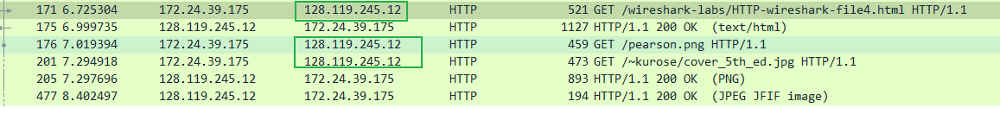 171 6.725304 172.24.39.175 128.119.245.12 HTTP 521 GET /wireshark-labs/HTTP-wireshark-file4.html HTTP/1.1
175 6.999735 128.119.245.12 172.24.39.175 HTTP 1127 HTTP/1.1 200 OK (text/html)
176 7.019394 172.24.39.175 128.119.245.12 HTTP 459 GET /pearson.png HTTP/1.1
201 7.294918 172.24.39.175 128.119.245.12 HTTP 473 GET /~kurose/cover_5th_ed.jpg HTTP/1.1
205 7.297696 128.119.245.12 172.24.39.175 HTTP 893 HTTP/1.1 200 OK (PNG)
477 8.402497 128.119.245.12 172.24.39.175 HTTP 194 HTTP/1.1 200 OK (JPEG JFIF image)